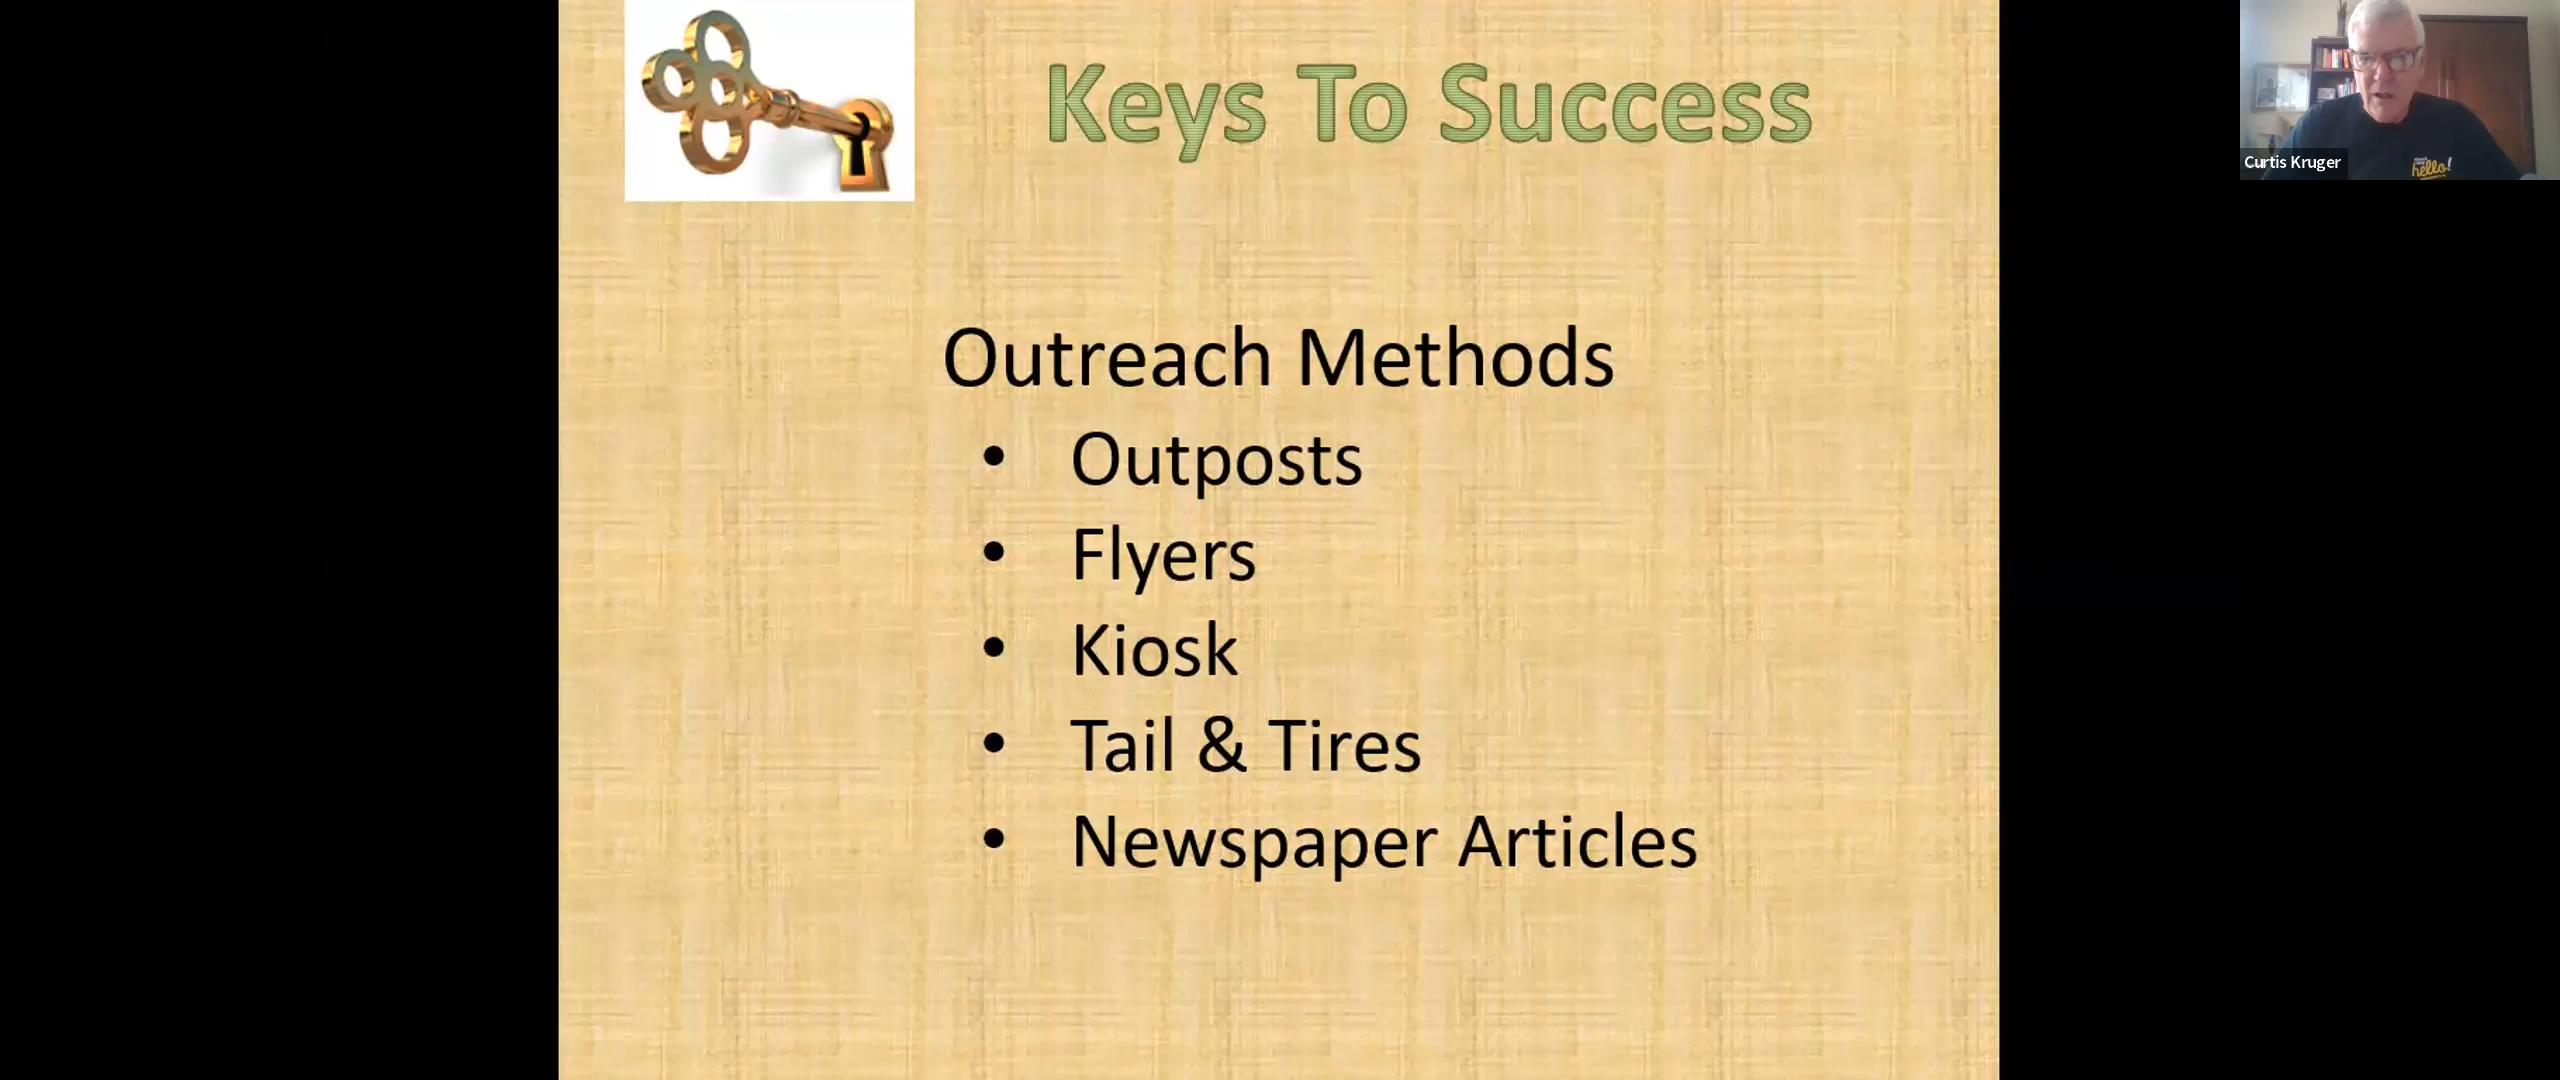 Keys To Success
Outreach Methods
• Outposts
• Flyers
• Kiosk
• Tail & Tires
• Newspaper Articles
Curtis Kruger
hello!